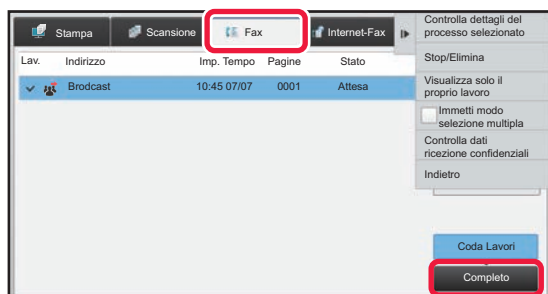 Stampa Scansione Fax Internet-Fax
Lav. Indirizzo Imp. Tempo Pagine Stato
Brodcast 10:45 07/07 0001 Attesa
Controlla dettagli del
processo selezionato
Stop/Elimina
Visualizza solo il
proprio lavoro
Immetti modo
selezione multipla
Controlla dati
ricezione confidenziali
Indietro
Coda Lavori
Completo